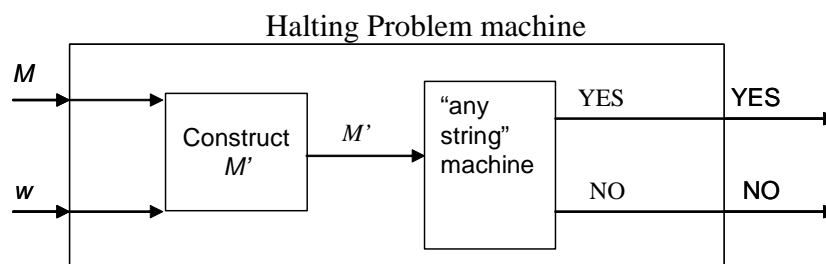 Halting Problem machine
M
Construct
M’
M’
“any
string”
machine
YES
YES
w
NO
NO